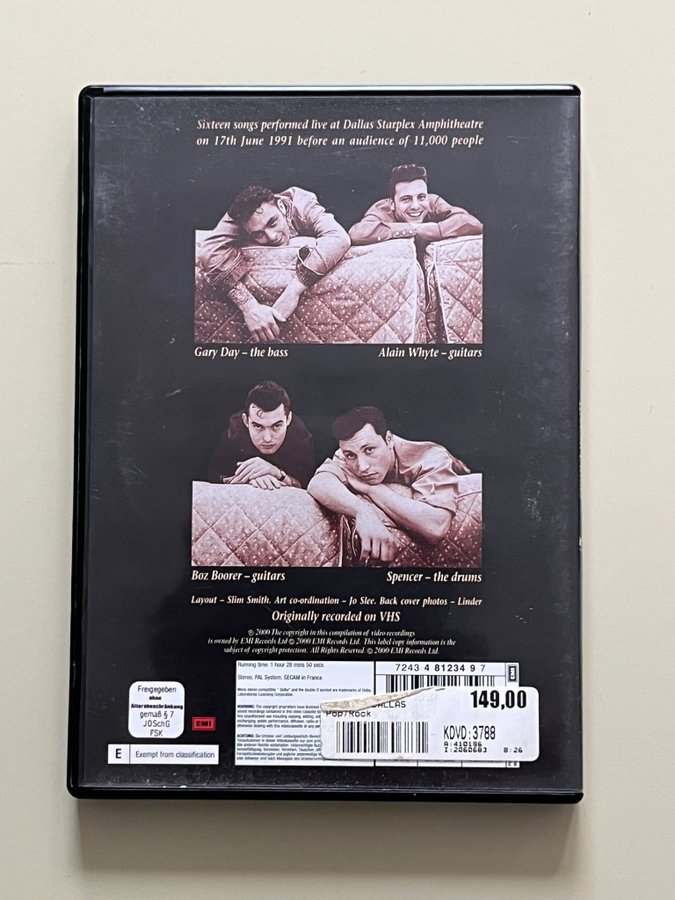 Sixteen songs performed live at Dallas Starplex Amphitheatre
on 17th June 1991 before an audience of 11,000 people
Gary Day – the bass
Alain Whyte – guitars
Boz Boorer – guitars
Spencer – the drums
Layout – Slim Smith. Art co-ordination – Jo Slee. Back cover photos – Linder
Originally recorded on VHS
℗ 2000 The copyright in this compilation of video recordings
is owned by EMI Records Ltd © 2000 EMI Records Ltd. This label copy information is the
subject of copyright protection. All Rights Reserved. © 2000 EMI Records Ltd.
Running time: 1 hour 28 mins 50 secs
Stereo, PAL System, SECAM in France
7243 4 81234 9 7
Freigegeben
ohne
Altersbeschränkung
gemäß § 7
JÖSchG
FSK
EMI
E Exempt from classification
DALLAS
Pop/Rock
149,00
KDVD:3788
A:410196
I:2060683
8:26